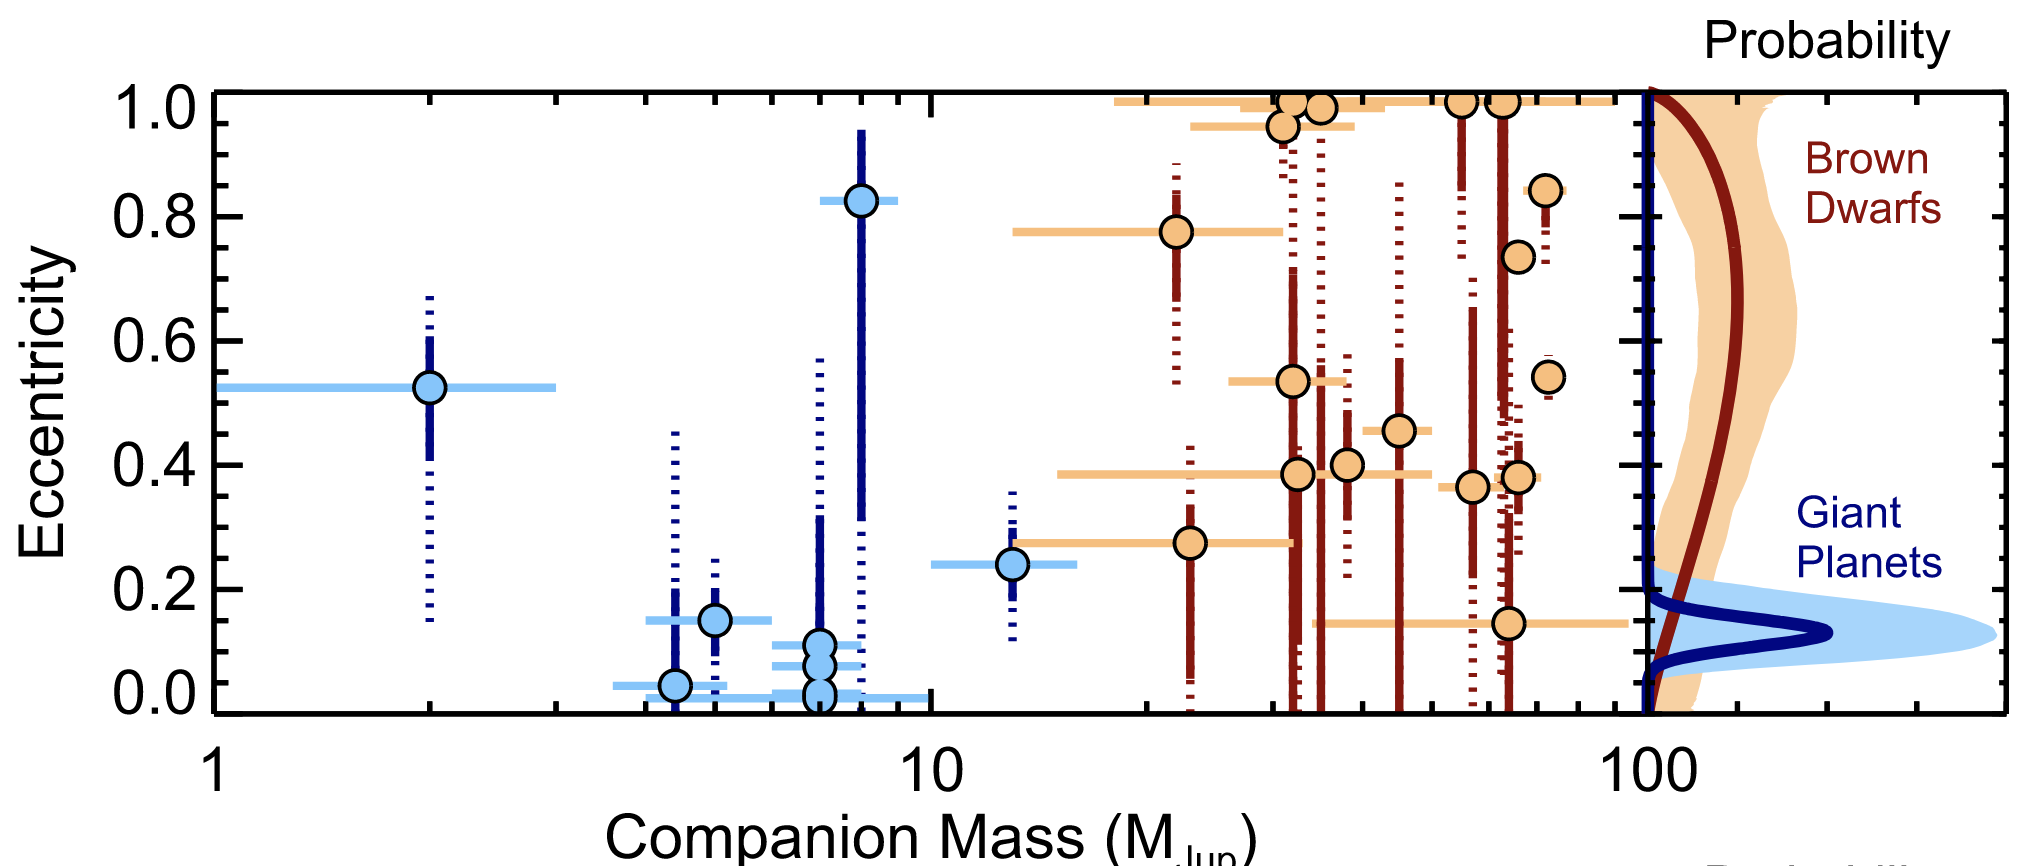 Probability
1.0
0.8
0.6
0.4
0.2
0.0
Eccentricity
Brown
Dwarfs
Giant
Planets
1
10
100
Companion Mass (MJup)